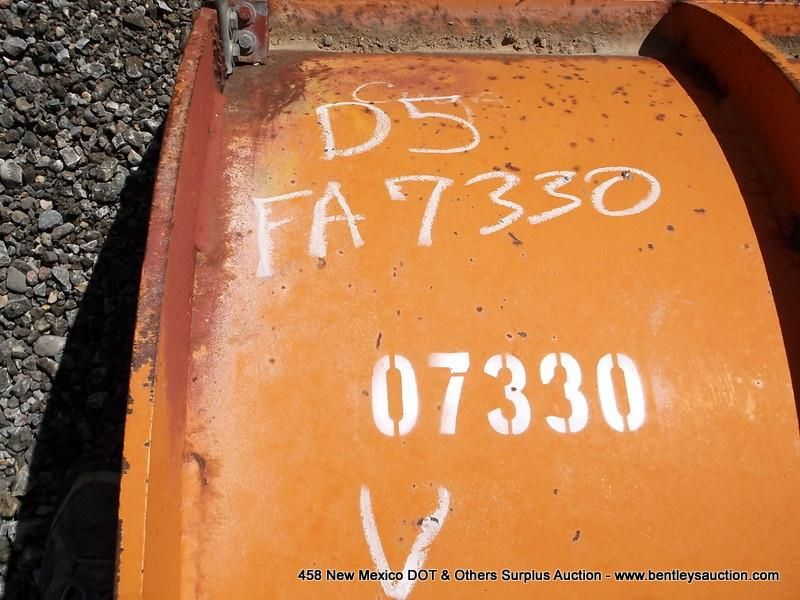 D5
FA 7330
07330
V
458 New Mexico DOT & Others Surplus Auction - www.bentleysauction.com